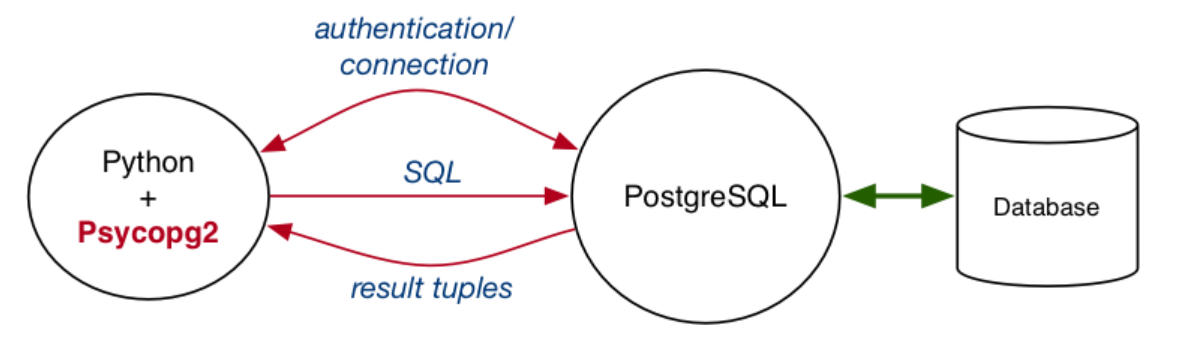 authentication/
connection
Python
+
Psycopg2
SQL
PostgreSQL
Database
result tuples